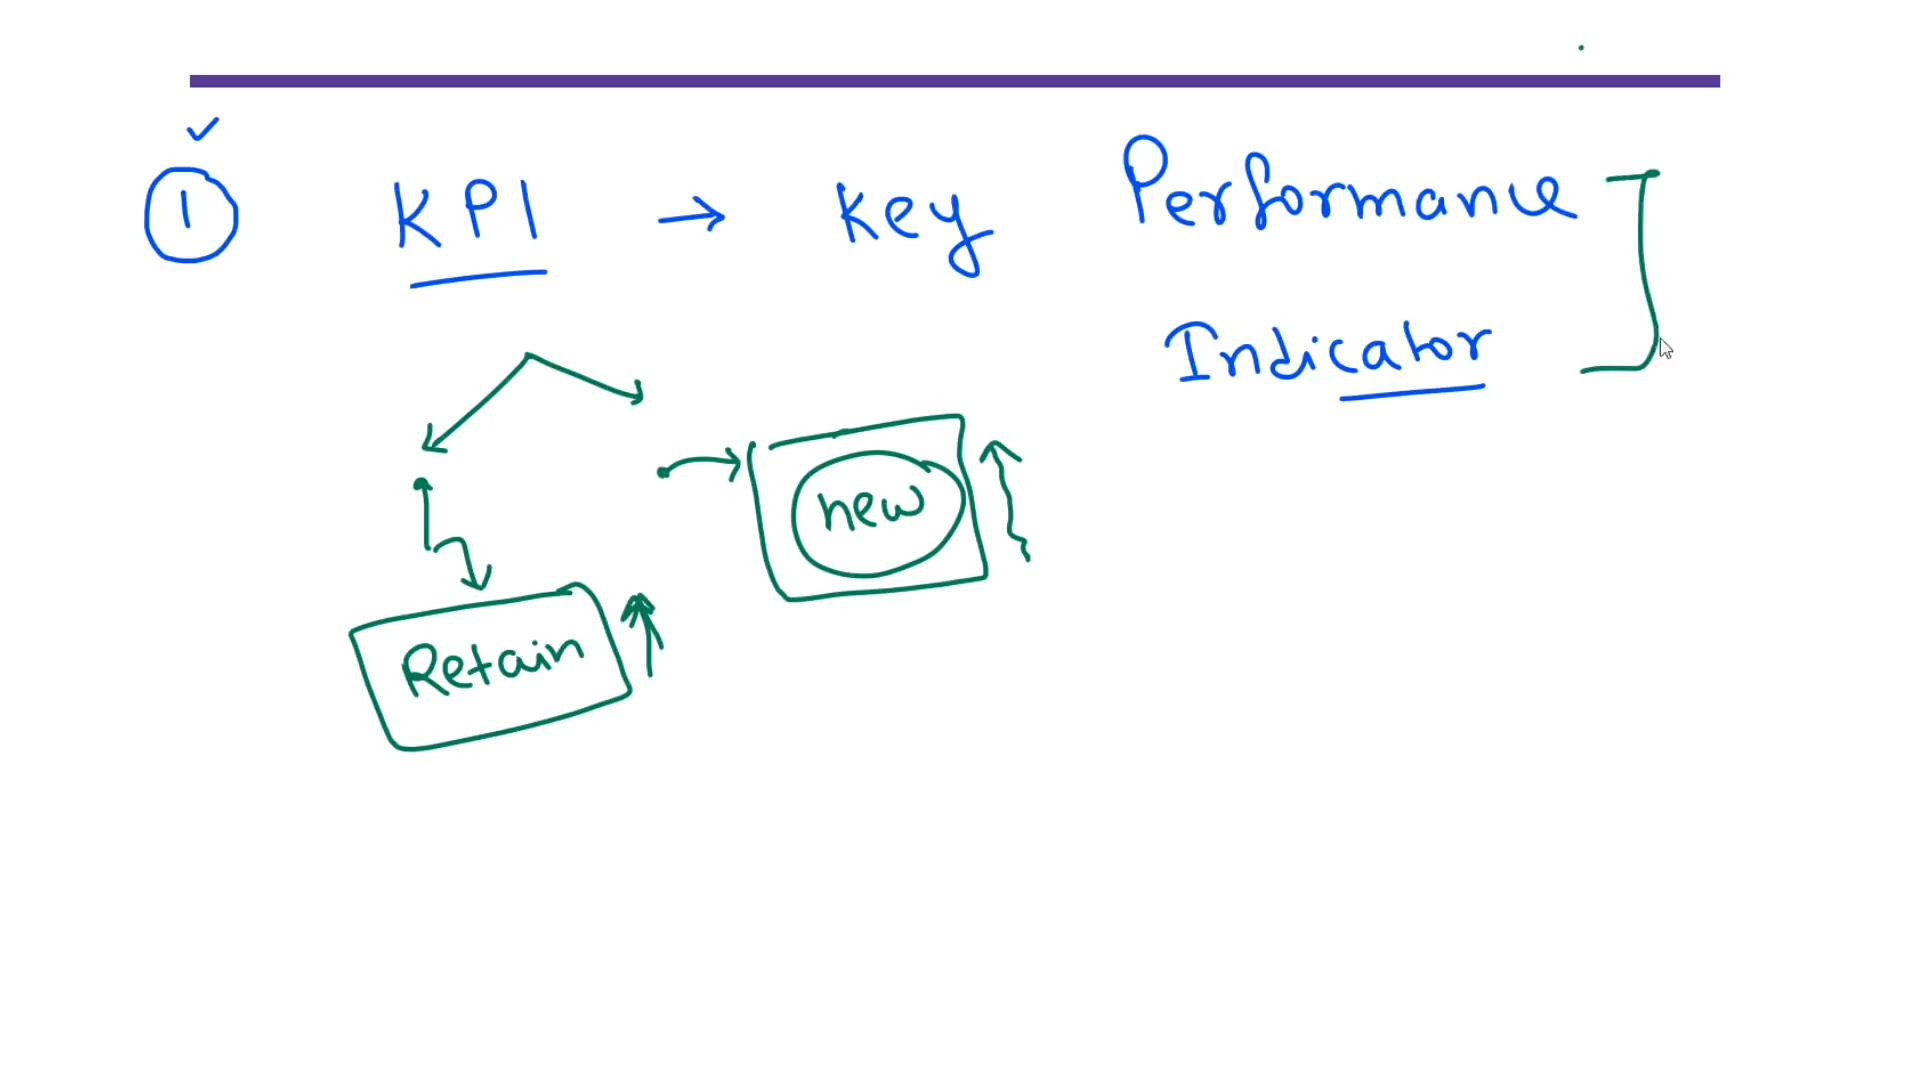 1 KPI → Key Performance
Indicator
new
Retain